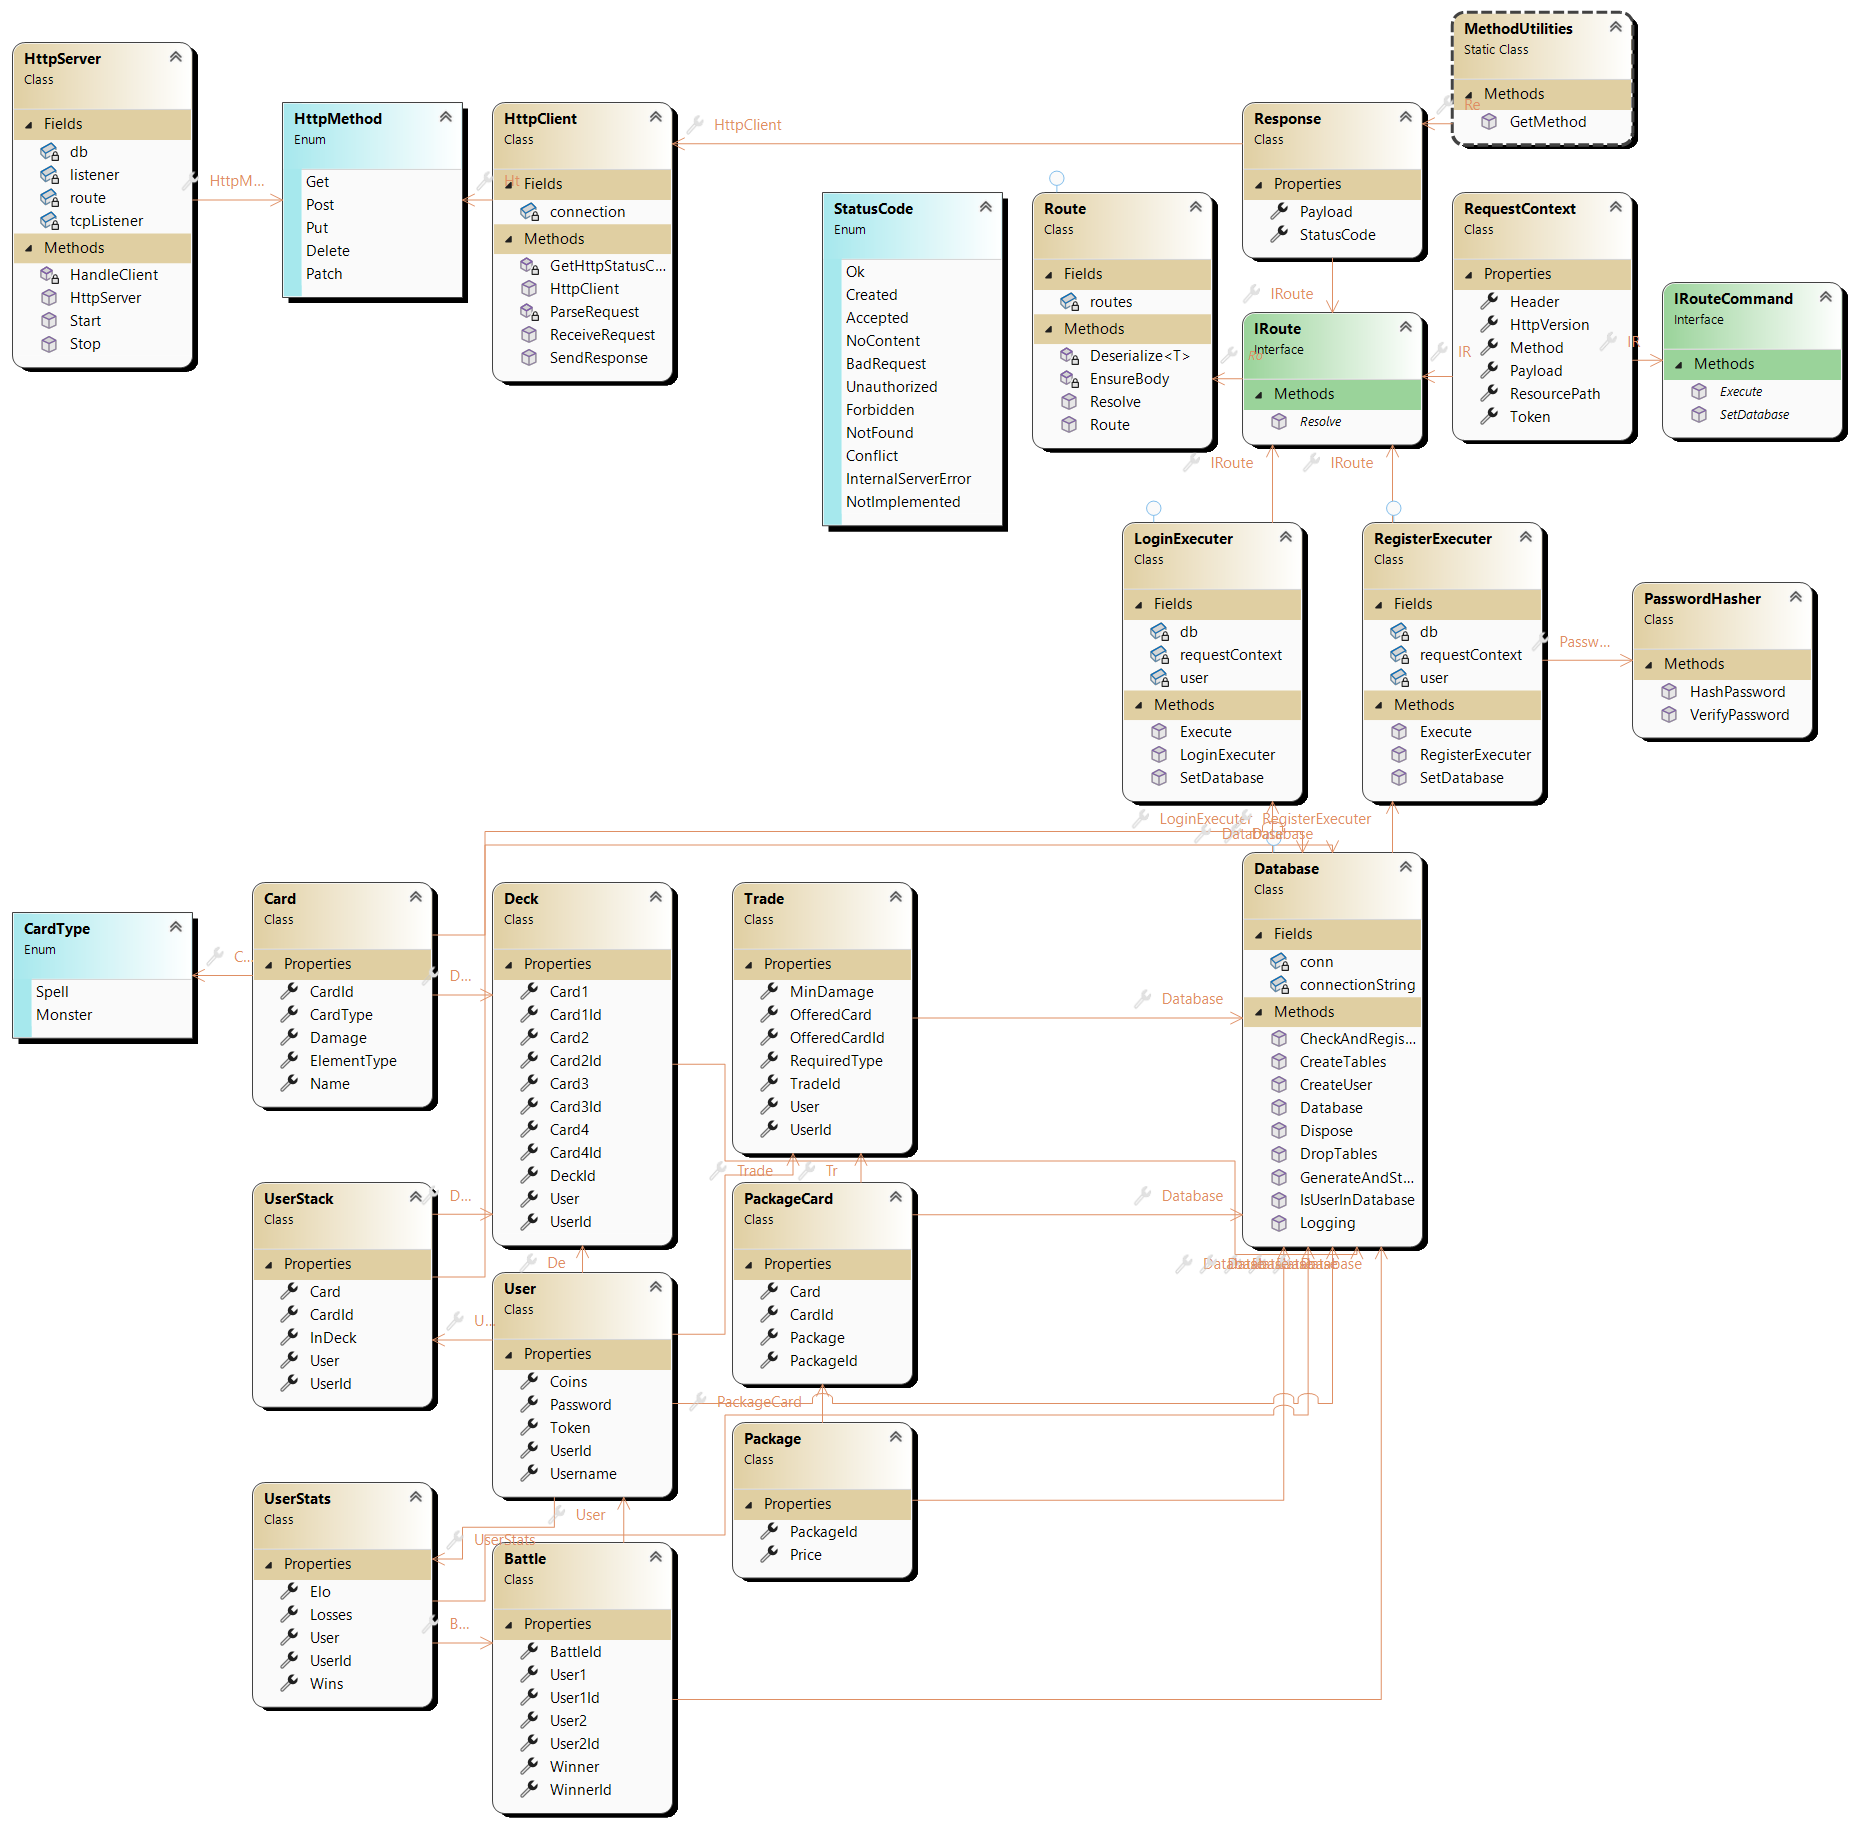 HttpServer
Class
Fields
db
listener
route
tcpListener
Methods
HandleClient
HttpServer
Start
Stop
HttpM...
HttpMethod
Enum
Get
Post
Put
Delete
Patch
Ht
HttpClient
Class
Fields
connection
Methods
GetHttpStatusC...
HttpClient
ParseRequest
ReceiveRequest
SendResponse
HttpClient
StatusCode
Enum
Ok
Created
Accepted
NoContent
BadRequest
Unauthorized
Forbidden
NotFound
Conflict
InternalServerError
NotImplemented
Route
Class
Fields
routes
Methods
Deserialize<T>
EnsureBody
Resolve
Route
Response
Class
Properties
Payload
StatusCode
Re
MethodUtilities
Static Class
Methods
GetMethod
IRoute
IRoute
Interface
Ro
Methods
Resolve
IR
RequestContext
Class
Properties
Header
HttpVersion
Method
Payload
ResourcePath
Token
IR
IRouteCommand
Interface
Methods
Execute
SetDatabase
IRoute
IRoute
LoginExecuter
Class
Fields
db
requestContext
user
Methods
Execute
LoginExecuter
SetDatabase
RegisterExecuter
Class
Fields
db
requestContext
user
Methods
Execute
RegisterExecuter
SetDatabase
Passw...
PasswordHasher
Class
Methods
HashPassword
VerifyPassword
LoginExecuter
RegisterExecuter
Database
Database
CardType
Enum
Spell
Monster
C...
Card
Class
Properties
CardId
CardType
Damage
ElementType
Name
D...
Deck
Class
Properties
Card1
Card1Id
Card2
Card2Id
Card3
Card3Id
Card4
Card4Id
DeckId
User
UserId
Trade
Class
Properties
MinDamage
OfferedCard
OfferedCardId
RequiredType
TradeId
User
UserId
Database
Database
Class
Fields
conn
connectionString
Methods
CheckAndRegis...
CreateTables
CreateUser
Database
Dispose
DropTables
GenerateAndSt...
IsUserInDatabase
Logging
Trade
Tr
UserStack
Class
Properties
Card
CardId
InDeck
User
UserId
D...
De
U...
User
Class
Properties
Coins
Password
Token
UserId
Username
PackageCard
Class
Properties
Card
CardId
Package
PackageId
Database
PackageCard
Package
Class
Properties
PackageId
Price
User
UserStats
UserStats
Class
Properties
Elo
Losses
User
UserId
Wins
B...
Battle
Class
Properties
BattleId
User1
User1Id
User2
User2Id
Winner
WinnerId